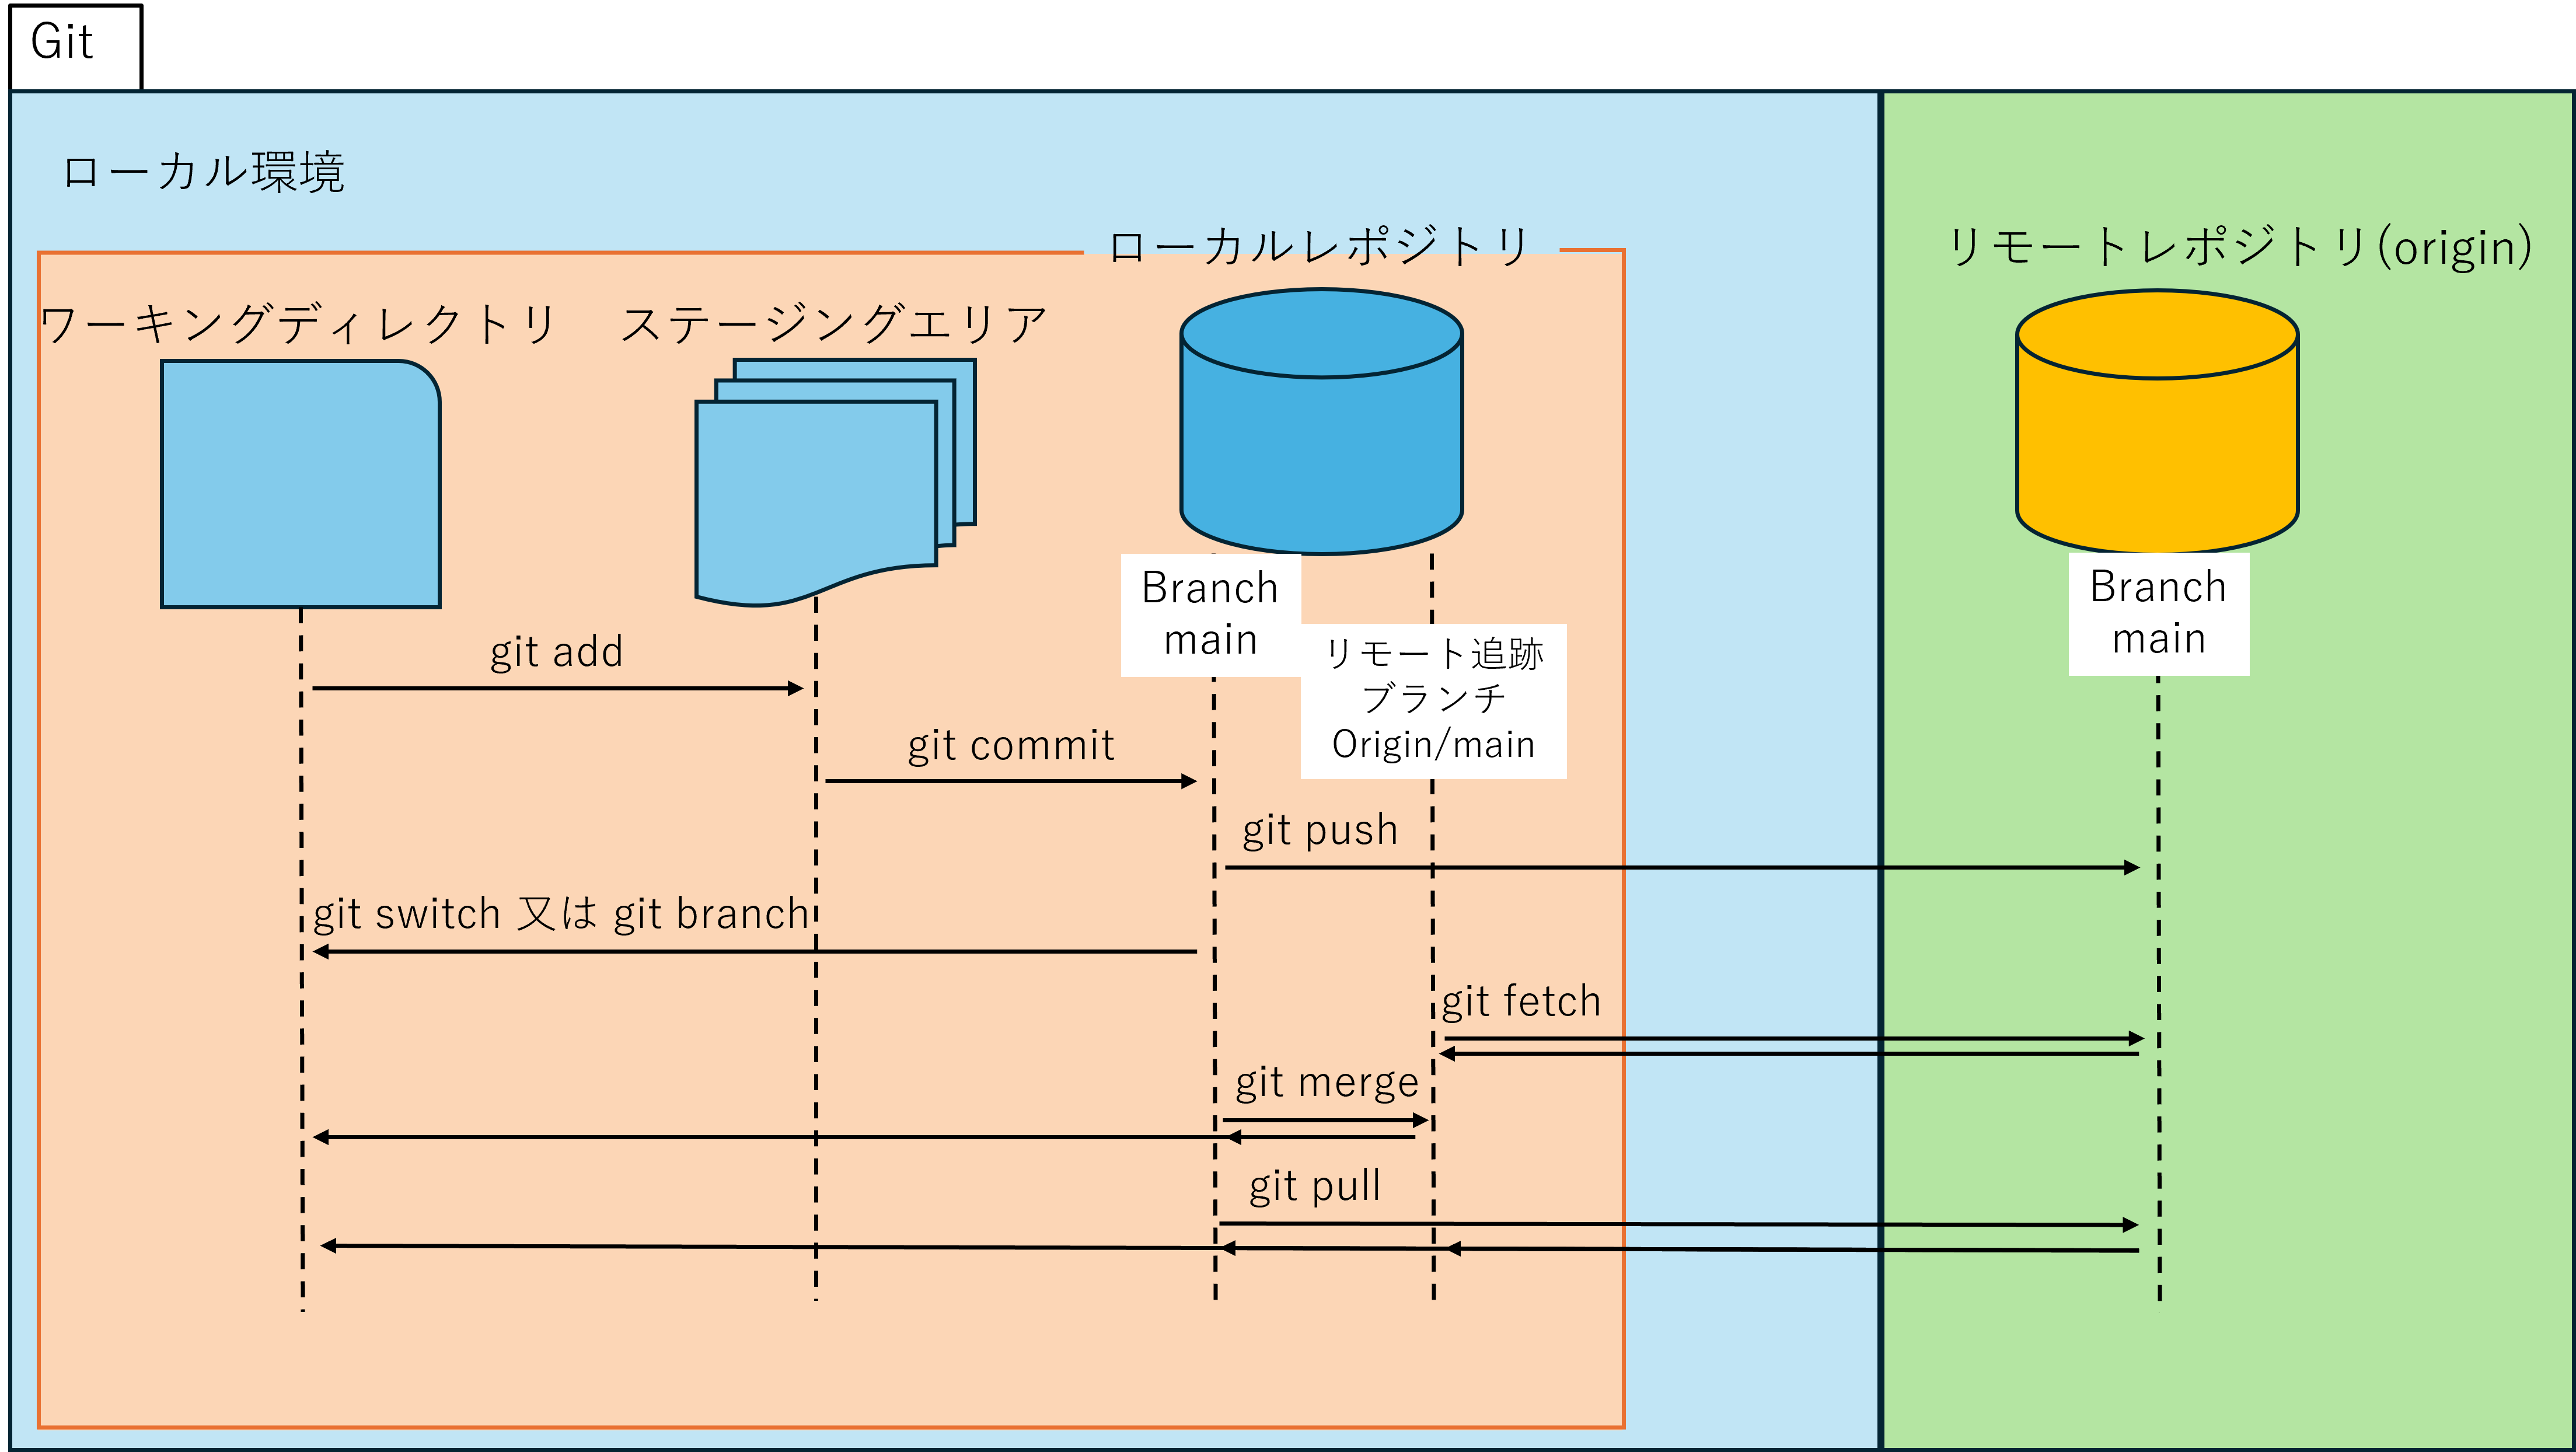 Git
ローカル環境
ローカルレポジトリ
リモートレポジトリ(origin)
ワーキングディレクトリ
ステージングエリア
Branch
main
リモート追跡
ブランチ
Origin/main
Branch
main
git add
git commit
git push
git switch 又は git branch
git fetch
git merge
git pull